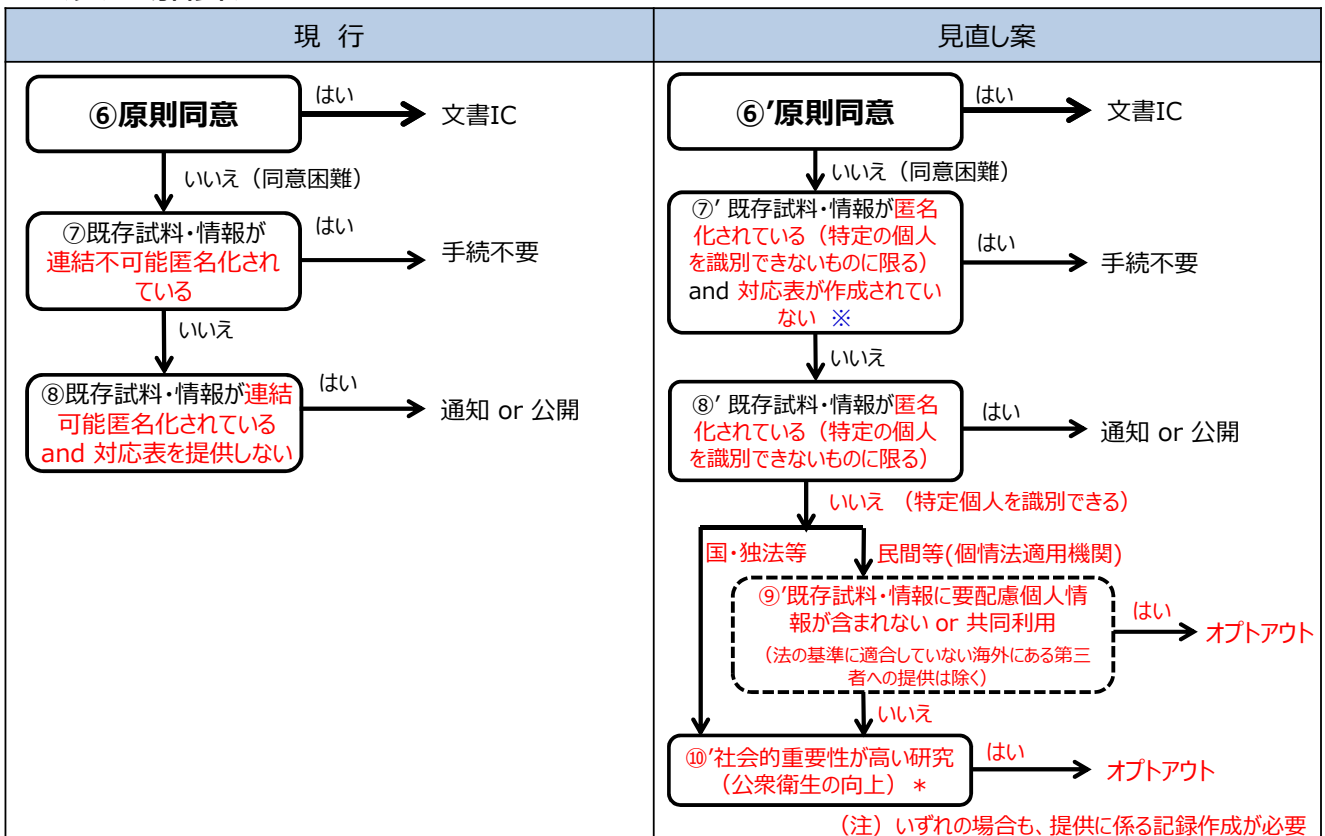 現 行
⑥原則同意
はい
文書IC
いいえ（同意困難）
⑦既存試料・情報が
連結不可能匿名化され
ている
はい
手続不要
いいえ
⑧既存試料・情報が連結
可能匿名化されている
and 対応表を提供しない
はい
通知 or 公開
見直し案
⑥’原則同意
はい
文書IC
いいえ（同意困難）
⑦’ 既存試料・情報が匿名
化されている（特定の個人
を識別できないものに限る）
and 対応表が作成されてい
ない ※
はい
手続不要
いいえ
⑧’ 既存試料・情報が匿名
化されている（特定の個人
を識別できないものに限る）
はい
通知 or 公開
いいえ （特定個人を識別できる）
国・独法等
民間等(個情法適用機関)
⑨’既存試料・情報に要配慮個人情
報が含まれない or 共同利用
（法の基準に適合していない海外にある第三
者への提供は除く）
はい
オプトアウト
いいえ
⑩’社会的重要性が高い研究
（公衆衛生の向上）＊
はい
オプトアウト
（注）いずれの場合も、提供に係る記録作成が必要